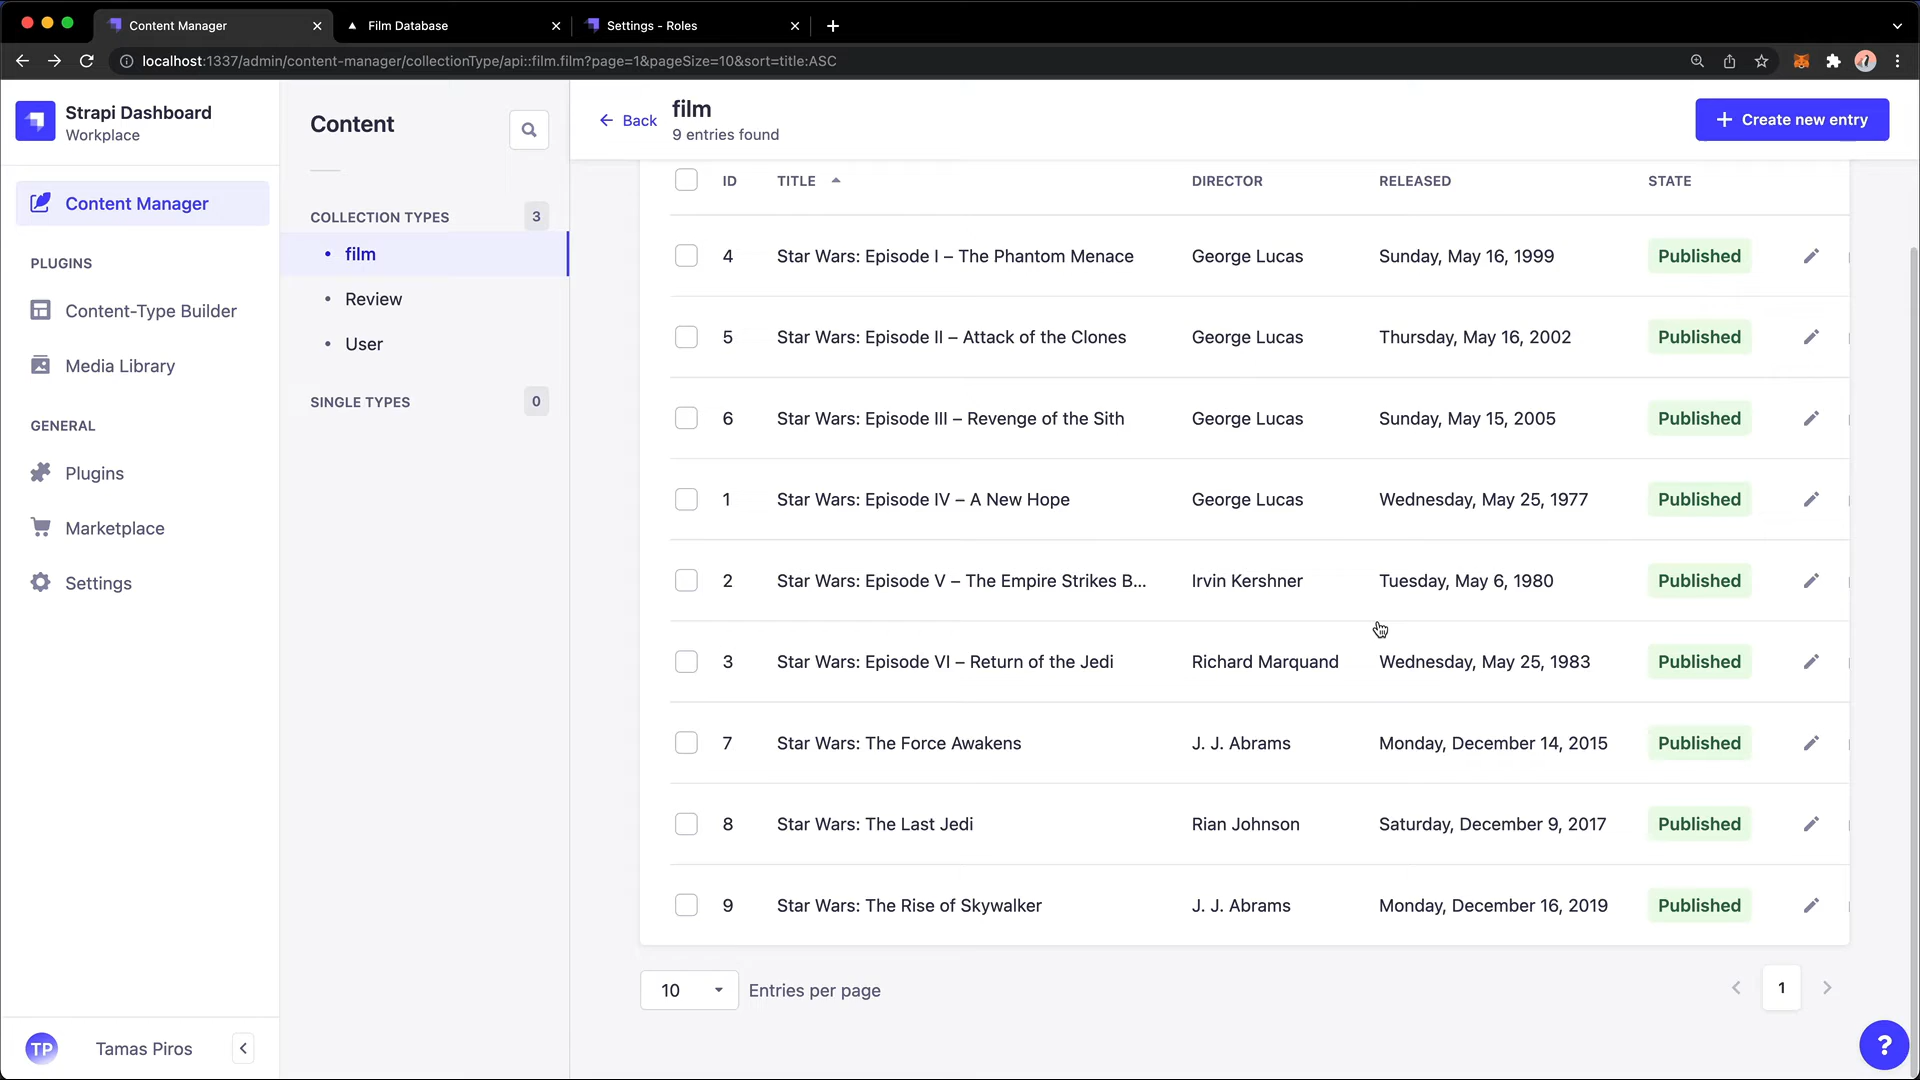 Content Manager
Film Database
Settings - Roles
localhost:1337/admin/content-manager/collectionType/api::film.film?page=1&pageSize=10&sort=title:ASC
Strapi Dashboard
Workplace
Content Manager
PLUGINS
Content-Type Builder
Media Library
GENERAL
Plugins
Marketplace
Settings
TP Tamas Piros
Content
COLLECTION TYPES 3
film
Review
User
SINGLE TYPES 0
Back
film
9 entries found
Create new entry
ID TITLE DIRECTOR RELEASED STATE
4 Star Wars: Episode I – The Phantom Menace George Lucas Sunday, May 16, 1999 Published
5 Star Wars: Episode II – Attack of the Clones George Lucas Thursday, May 16, 2002 Published
6 Star Wars: Episode III – Revenge of the Sith George Lucas Sunday, May 15, 2005 Published
1 Star Wars: Episode IV – A New Hope George Lucas Wednesday, May 25, 1977 Published
2 Star Wars: Episode V – The Empire Strikes B... Irvin Kershner Tuesday, May 6, 1980 Published
3 Star Wars: Episode VI – Return of the Jedi Richard Marquand Wednesday, May 25, 1983 Published
7 Star Wars: The Force Awakens J. J. Abrams Monday, December 14, 2015 Published
8 Star Wars: The Last Jedi Rian Johnson Saturday, December 9, 2017 Published
9 Star Wars: The Rise of Skywalker J. J. Abrams Monday, December 16, 2019 Published
10 Entries per page
1
?